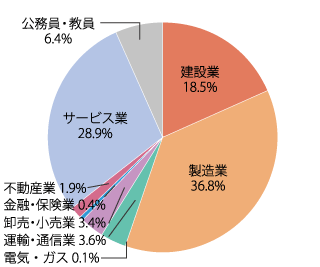 公務員・教員
6.4%
建設業
18.5%
サービス業
28.9%
製造業
36.8%
不動産業 1.9%
金融・保険業 0.4%
卸売・小売業 3.4%
運輸・通信業 3.6%
電気・ガス 0.1%